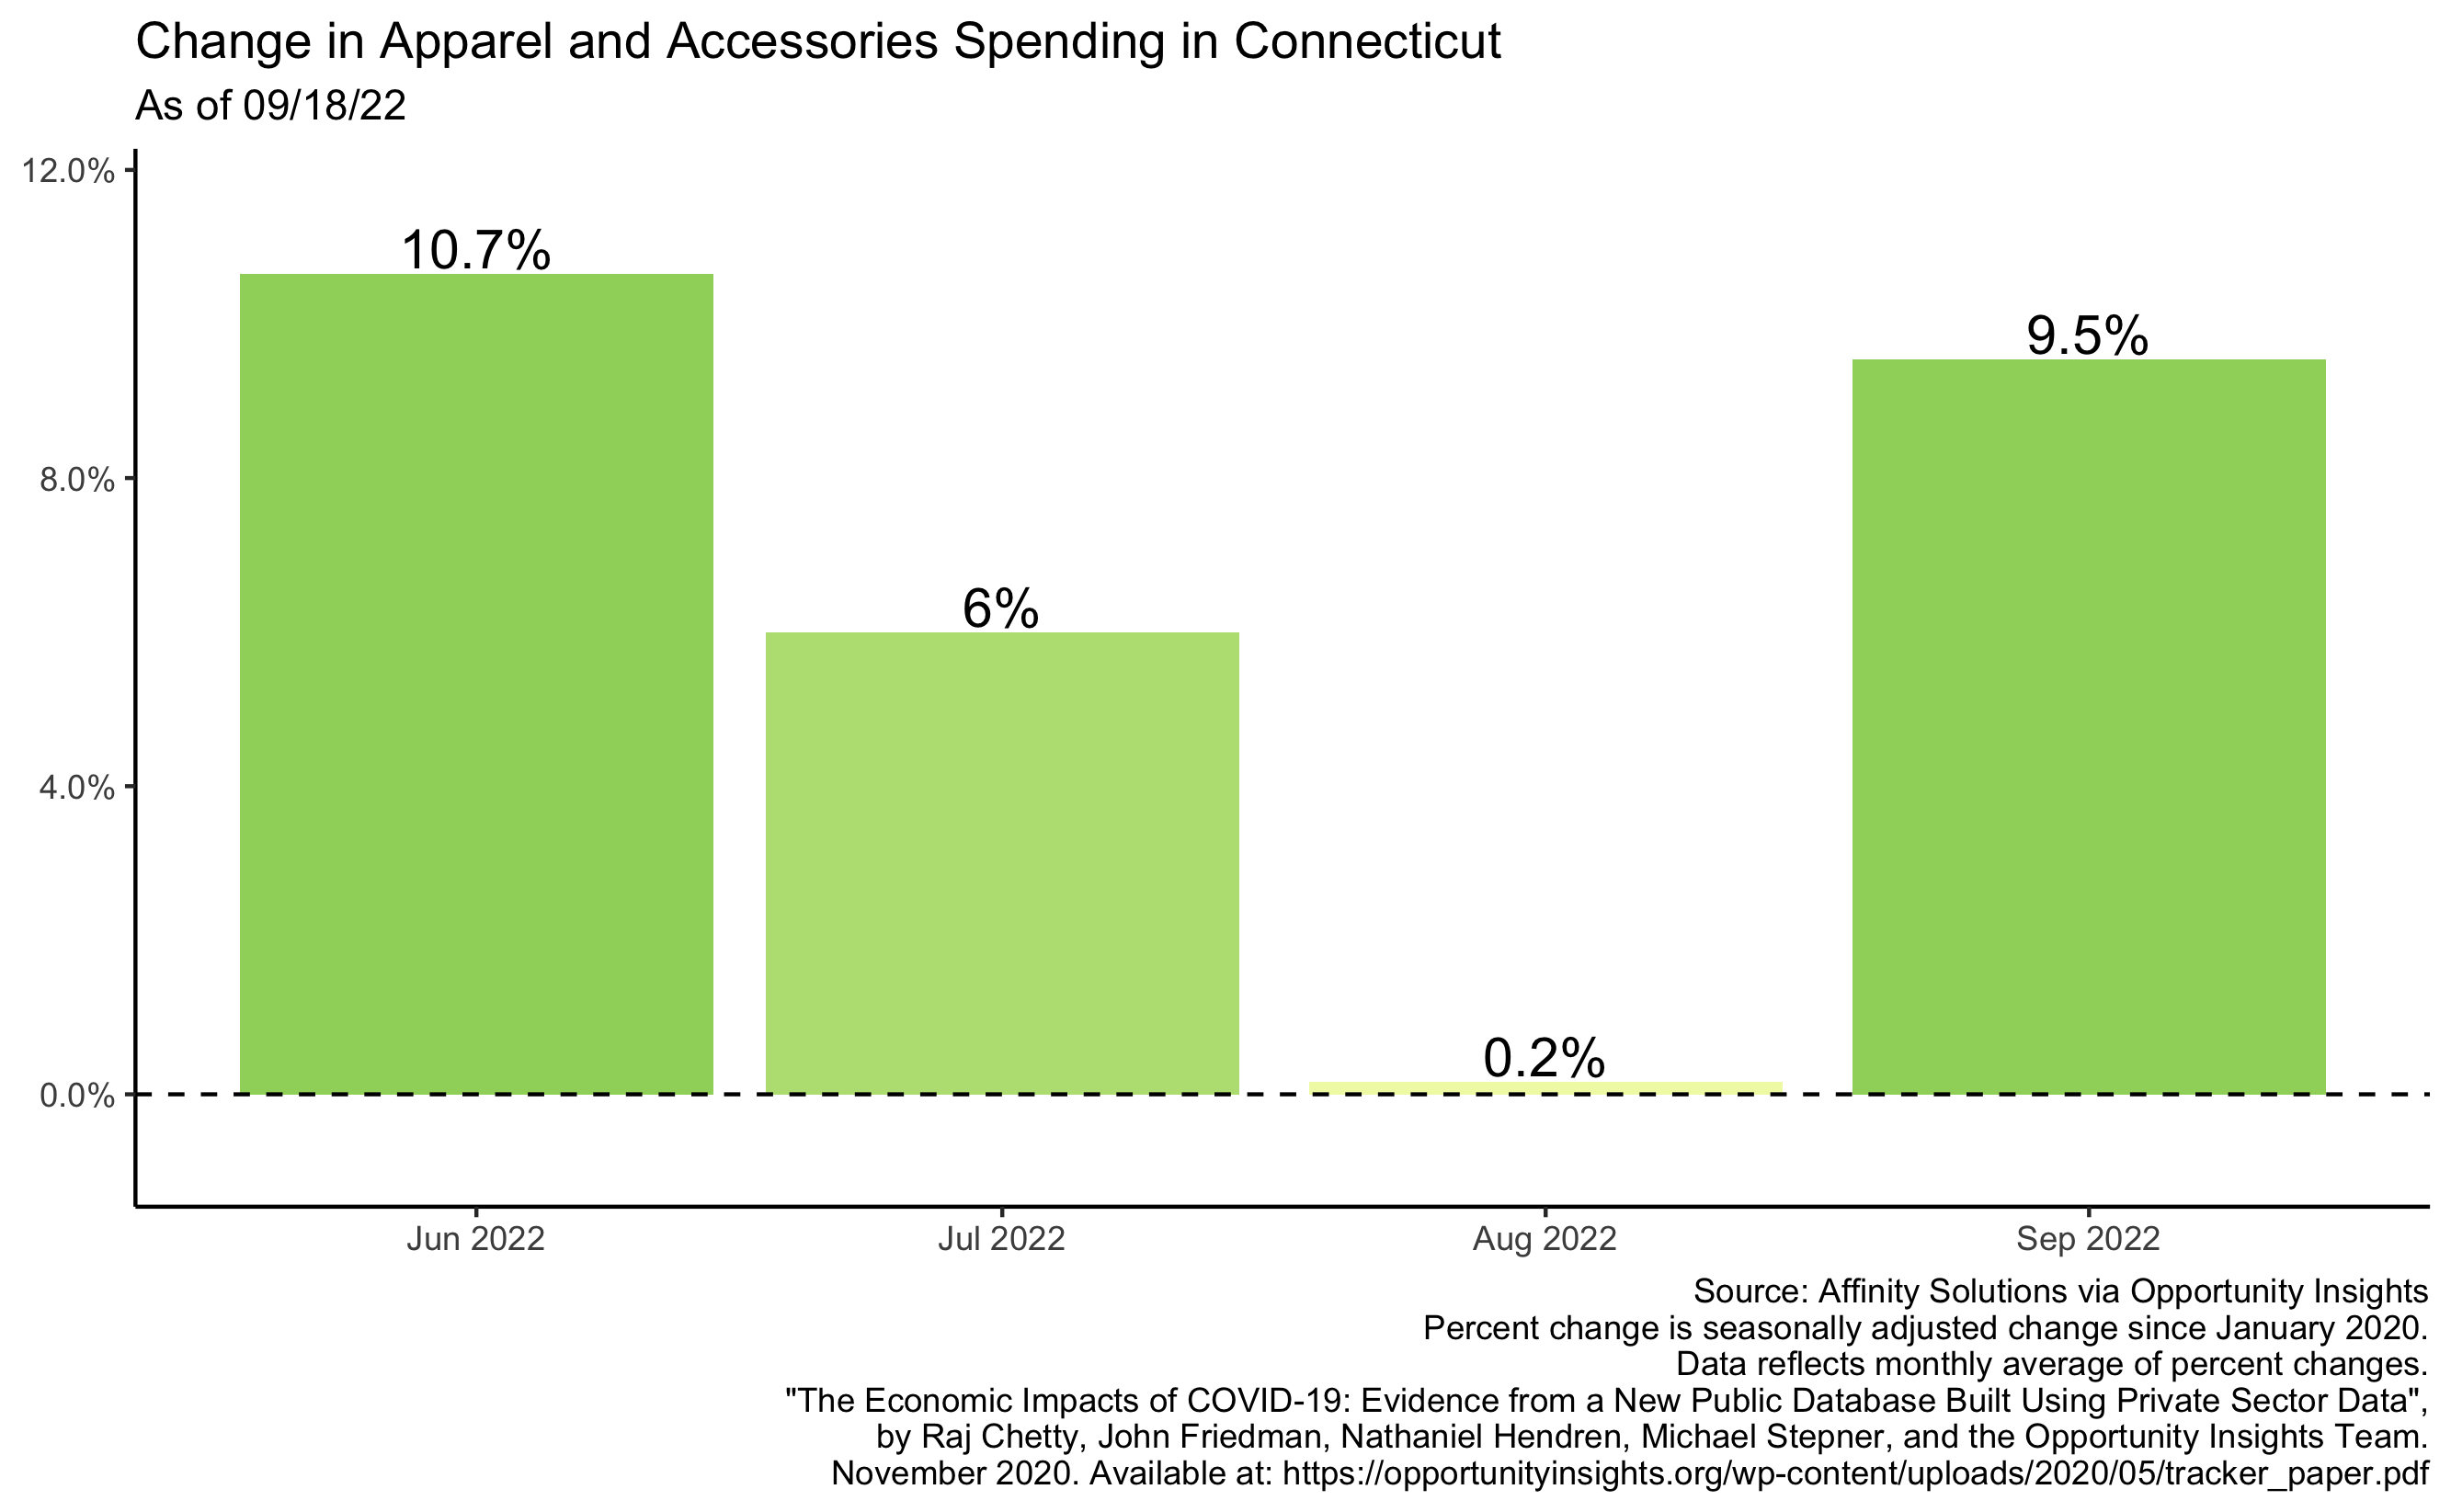 Change in Apparel and Accessories Spending in Connecticut
As of 09/18/22
12.0%
8.0%
4.0%
0.0%
10.7%
6%
0.2%
9.5%
Jun 2022
Jul 2022
Aug 2022
Sep 2022
Source: Affinity Solutions via Opportunity Insights
Percent change is seasonally adjusted change since January 2020.
Data reflects monthly average of percent changes.
"The Economic Impacts of COVID-19: Evidence from a New Public Database Built Using Private Sector Data",
by Raj Chetty, John Friedman, Nathaniel Hendren, Michael Stepner, and the Opportunity Insights Team.
November 2020. Available at: https://opportunityinsights.org/wp-content/uploads/2020/05/tracker_paper.pdf